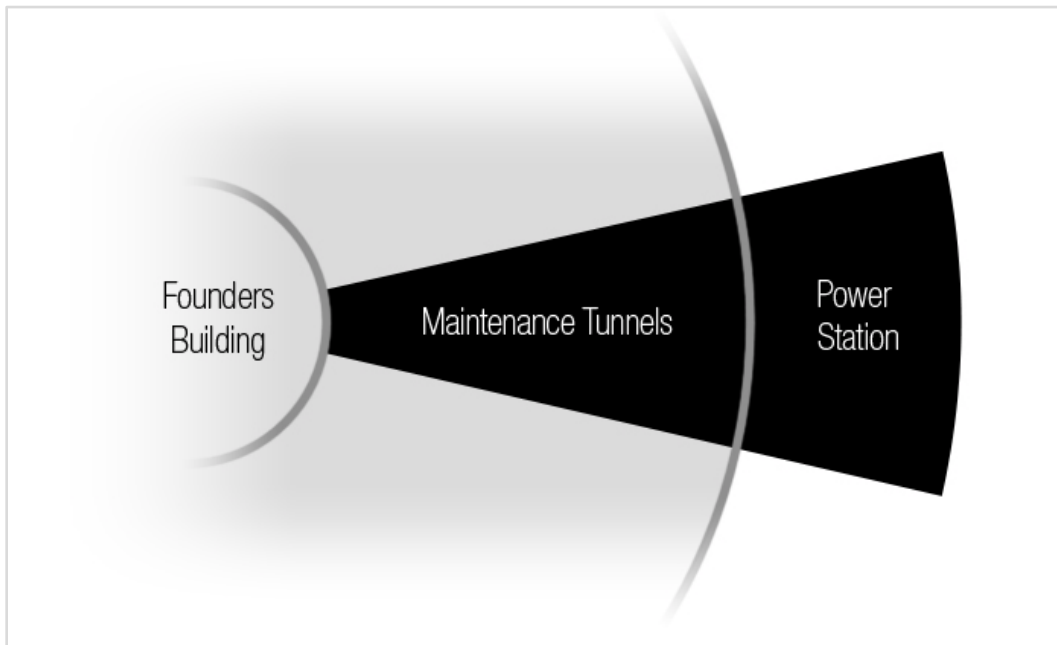 Founders
Building
Maintenance Tunnels
Power
Station